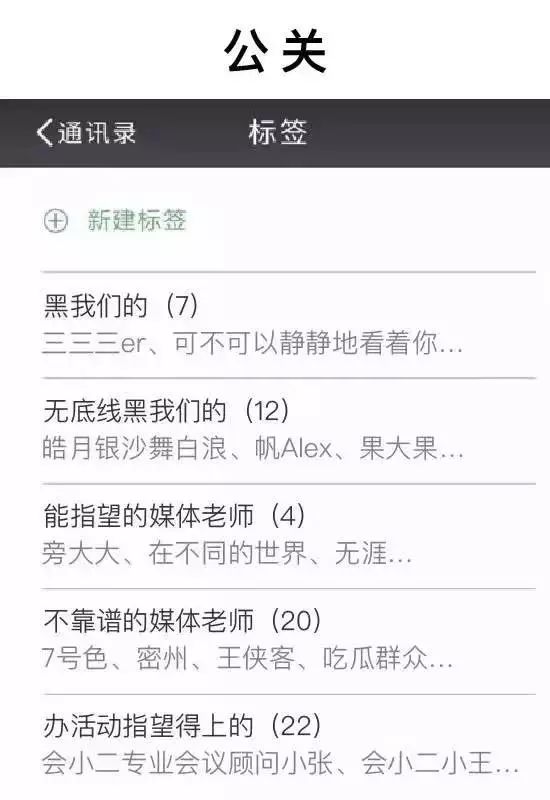 公关
通讯录
标签
新建标签
黑我们的（7）
三三三er、可不可以静静地看着你...
无底线黑我们的（12）
皓月银沙舞白浪、帆Alex、果大果...
能指望的媒体老师（4）
旁大大、在不同的世界、无涯...
不靠谱的媒体老师（20）
7号色、密州、王侠客、吃瓜群众...
办活动指望得上的（22）
会小二专业会议顾问小张、会小二小王...